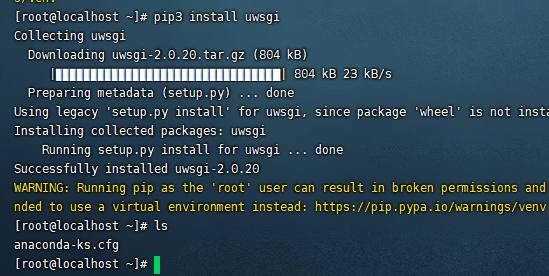 s/venv
[root@localhost ~]# pip3 install uwsgi
Collecting uwsgi
Downloading uwsgi-2.0.20.tar.gz (804 kB)
|████████████████████████████████| 804 kB 23 kB/s
Preparing metadata (setup.py) ... done
Using legacy 'setup.py install' for uwsgi, since package 'wheel' is not insta
Installing collected packages: uwsgi
Running setup.py install for uwsgi ... done
Successfully installed uwsgi-2.0.20
WARNING: Running pip as the 'root' user can result in broken permissions and
nded to use a virtual environment instead: https://pip.pypa.io/warnings/venv
[root@localhost ~]# ls
anaconda-ks.cfg
[root@localhost ~]#